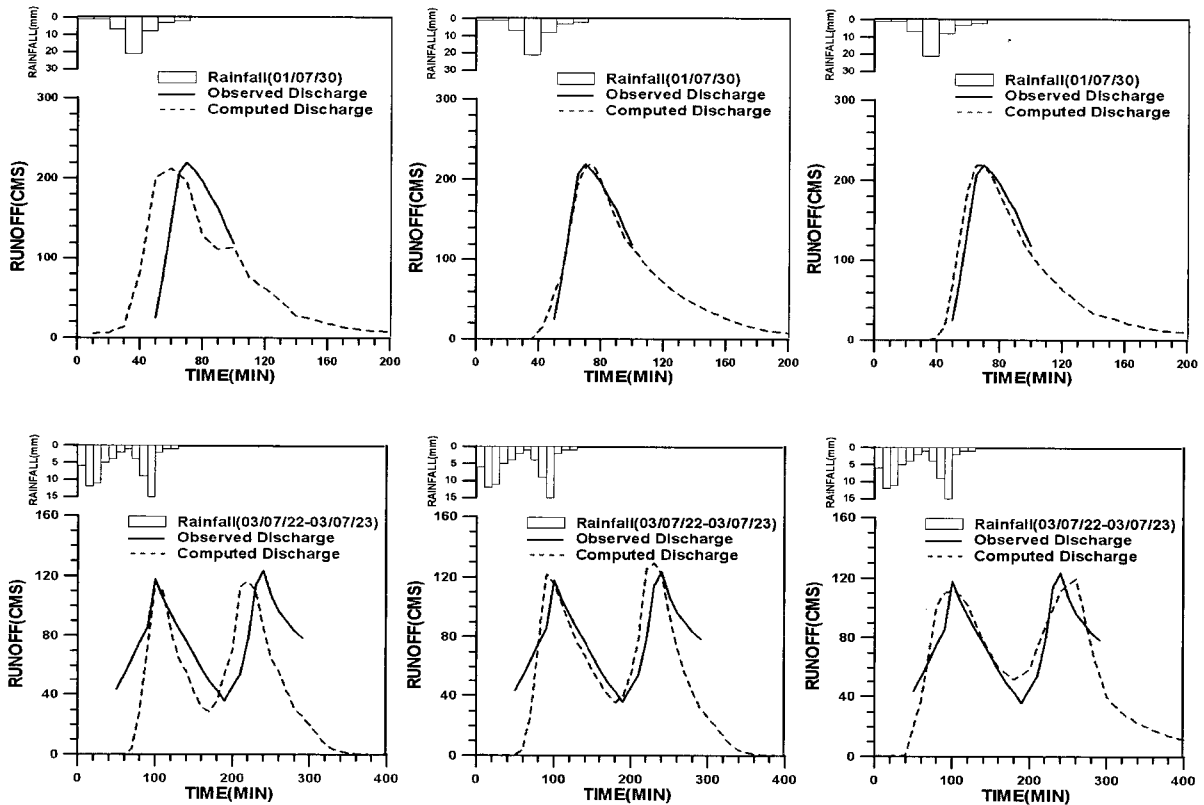 RAINFALL(mm)
0
10
20
30
Rainfall(01/07/30)
Observed Discharge
Computed Discharge
RUNOFF(CMS)
300
200
100
0
0
40
80
120
160
200
TIME(MIN)
RAINFALL(mm)
0
10
20
30
Rainfall(01/07/30)
Observed Discharge
Computed Discharge
RUNOFF(CMS)
300
200
100
0
0
40
80
120
160
200
TIME(MIN)
RAINFALL(mm)
0
10
20
30
Rainfall(01/07/30)
Observed Discharge
Computed Discharge
RUNOFF(CMS)
300
200
100
0
0
40
80
120
160
200
TIME(MIN)
RAINFALL(mm)
0
5
10
15
Rainfall(03/07/22-03/07/23)
Observed Discharge
Computed Discharge
RUNOFF(CMS)
160
120
80
40
0
0
100
200
300
400
TIME(MIN)
RAINFALL(mm)
0
5
10
15
Rainfall(03/07/22-03/07/23)
Observed Discharge
Computed Discharge
RUNOFF(CMS)
160
120
80
40
0
0
100
200
300
400
TIME(MIN)
RAINFALL(mm)
0
5
10
15
Rainfall(03/07/22-03/07/23)
Observed Discharge
Computed Discharge
RUNOFF(CMS)
160
120
80
40
0
0
100
200
300
400
TIME(MIN)